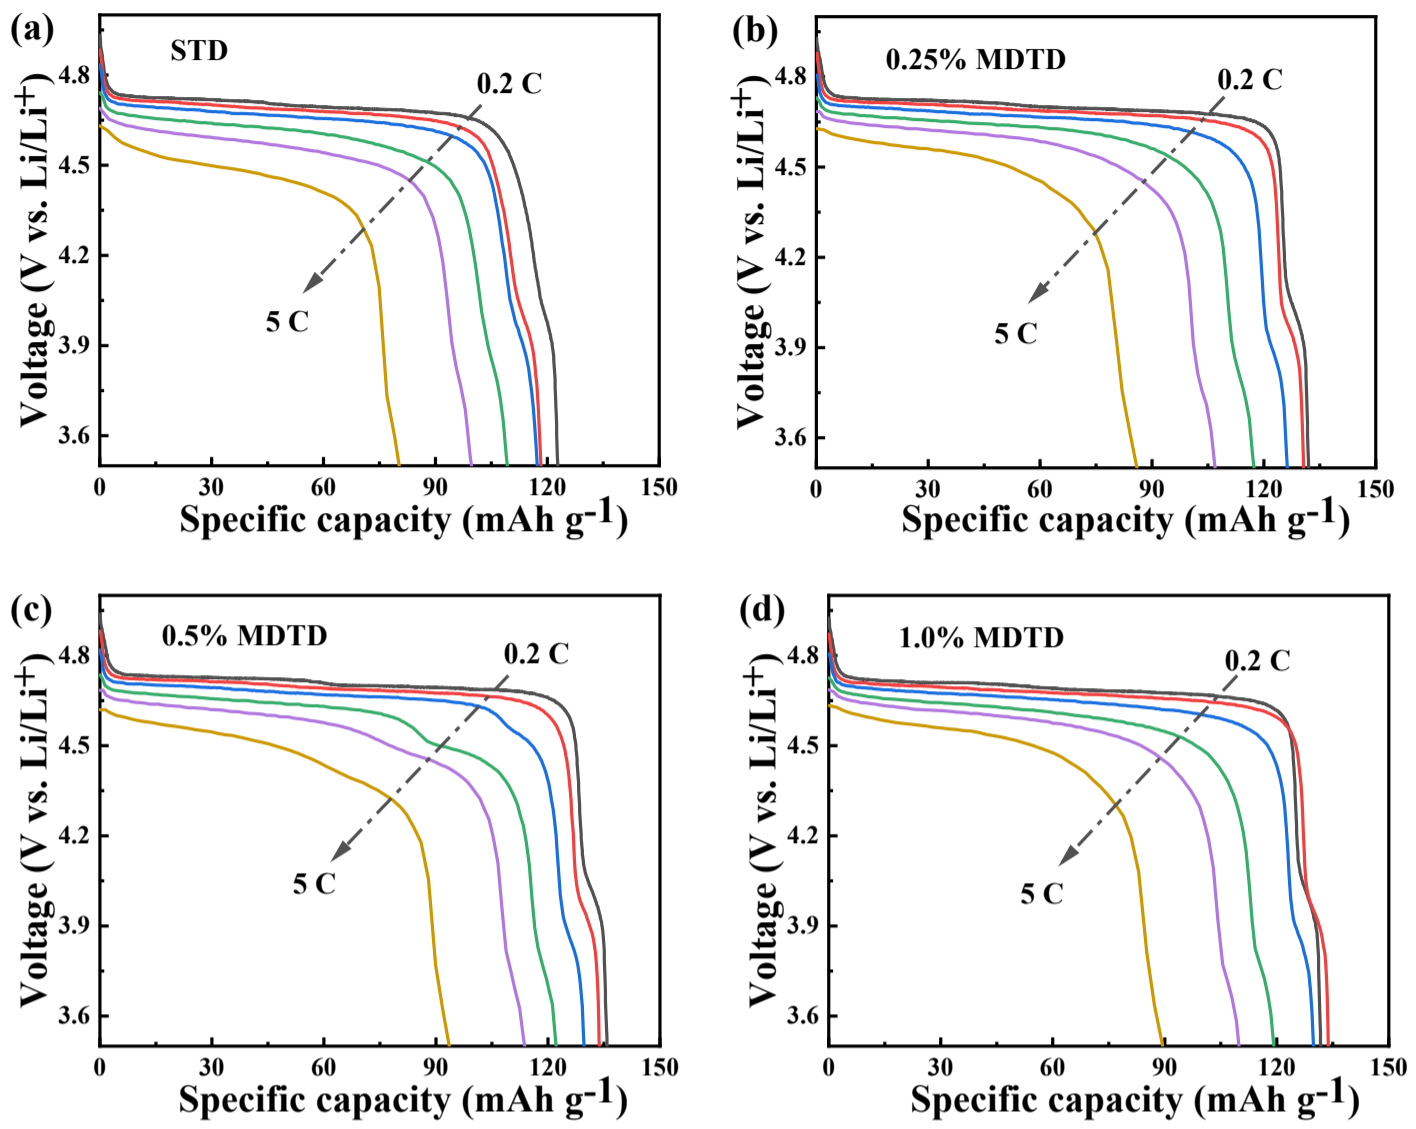 (a)
STD
0.2 C
5 C
4.8
4.5
4.2
3.9
3.6
Voltage (V vs. Li/Li+)
0 30 60 90 120 150
Specific capacity (mAh g-1)
(b)
0.25% MDTD
0.2 C
5 C
4.8
4.5
4.2
3.9
3.6
Voltage (V vs. Li/Li+)
0 30 60 90 120 150
Specific capacity (mAh g-1)
(c)
0.5% MDTD
0.2 C
5 C
4.8
4.5
4.2
3.9
3.6
Voltage (V vs. Li/Li+)
0 30 60 90 120 150
Specific capacity (mAh g-1)
(d)
1.0% MDTD
0.2 C
5 C
4.8
4.5
4.2
3.9
3.6
Voltage (V vs. Li/Li+)
0 30 60 90 120 150
Specific capacity (mAh g-1)